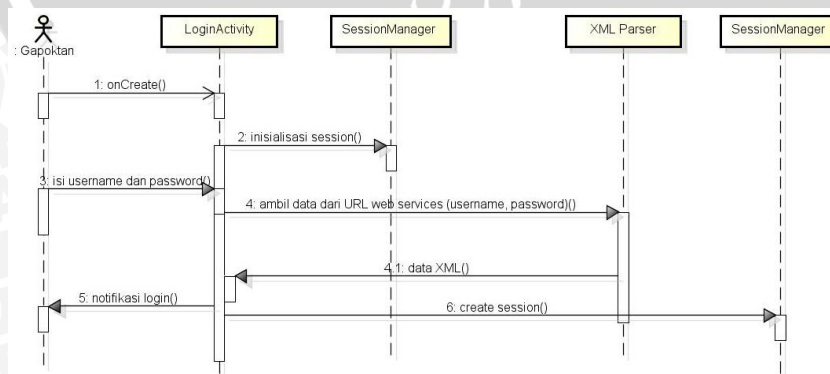 LoginActivity
SessionManager
XML Parser
SessionManager
: Gapoktan
1: onCreate()
2: inisialisasi session()
3: isi username dan password()
4: ambil data dari URL web services (username, password)()
4.1: data XML()
5: notifikasi login()
6: create session()